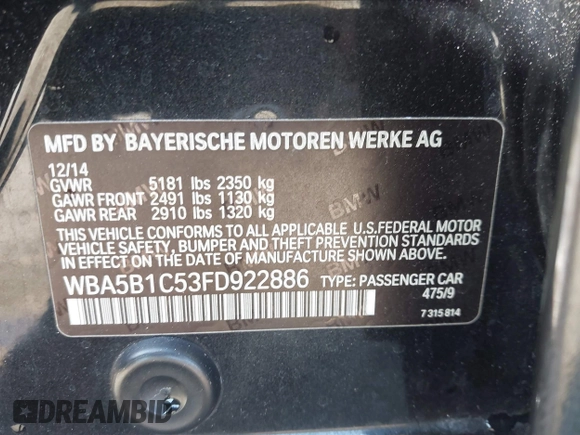 MFD BY BAYERISCHE MOTOREN WERKE AG
12/14
GVWR 5181 lbs 2350 kg
GAWR FRONT 2491 lbs 1130 kg
GAWR REAR 2910 lbs 1320 kg
THIS VEHICLE CONFORMS TO ALL APPLICABLE U.S.FEDERAL MOTOR
VEHICLE SAFETY, BUMPER AND THEFT PREVENTION STANDARDS
IN EFFECT ON THE DATE OF MANUFACTURE SHOWN ABOVE.
WBA5B1C53FD922886 TYPE: PASSENGER CAR
475/9
7 315 814
BMW
DREAMBID